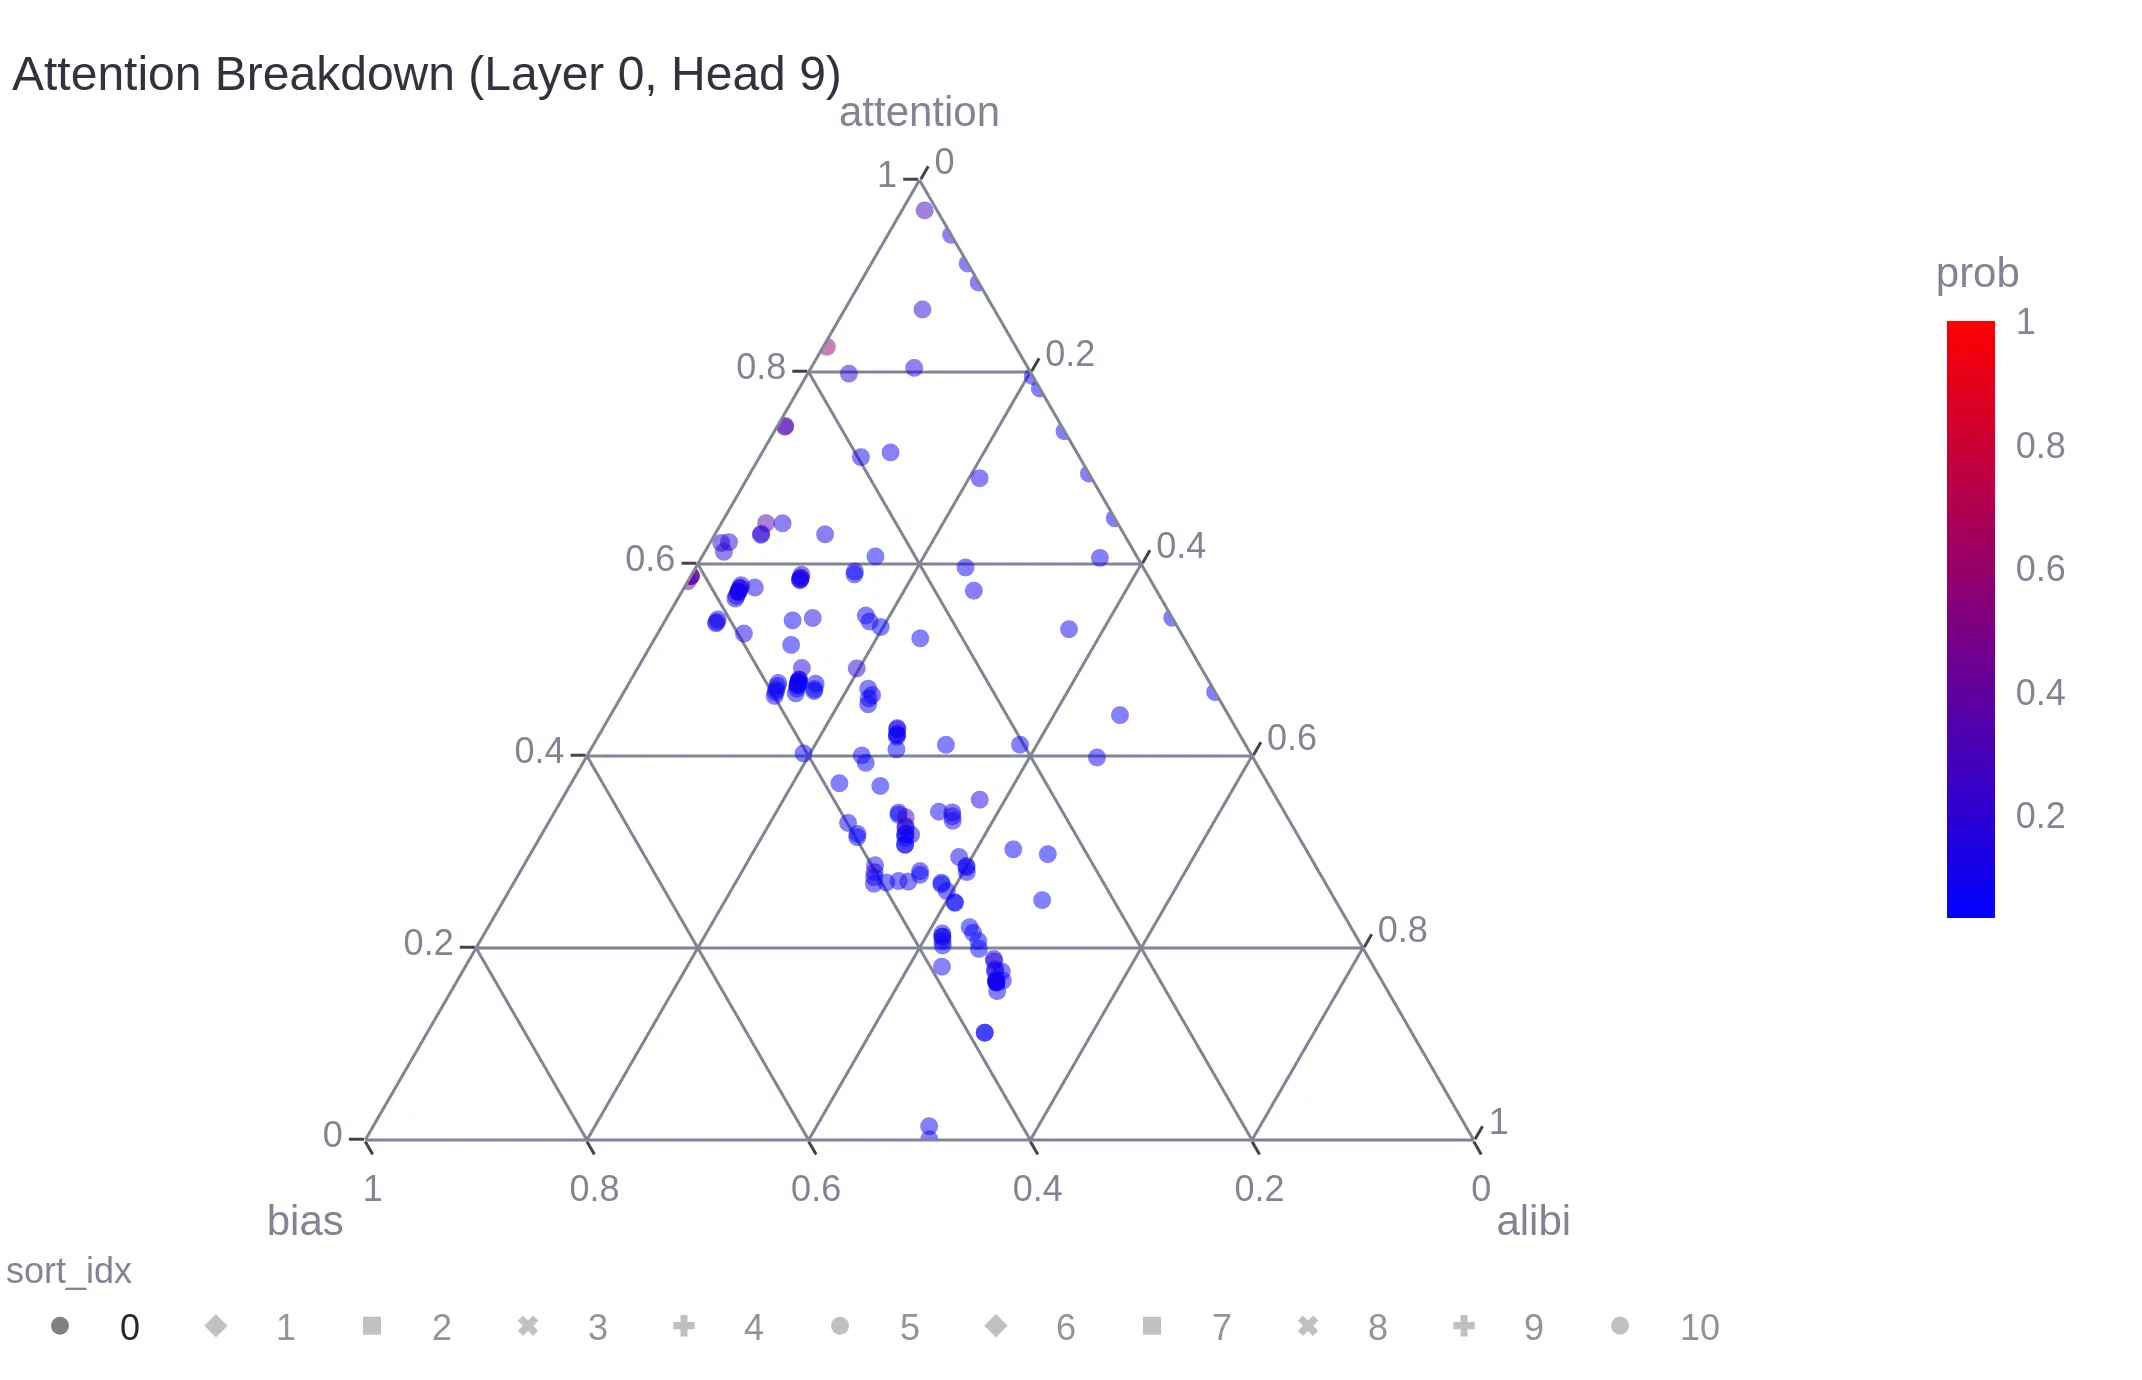 Attention Breakdown (Layer 0, Head 9)
attention
1 0
prob
1
0.8 0.2
0.8
0.6 0.4
0.6
0.4 0.6
0.4
0.2 0.8
0.2
0 1
1 0.8 0.6 0.4 0.2 0
bias alibi
sort_idx
0 1 2 3 4 5 6 7 8 9 10